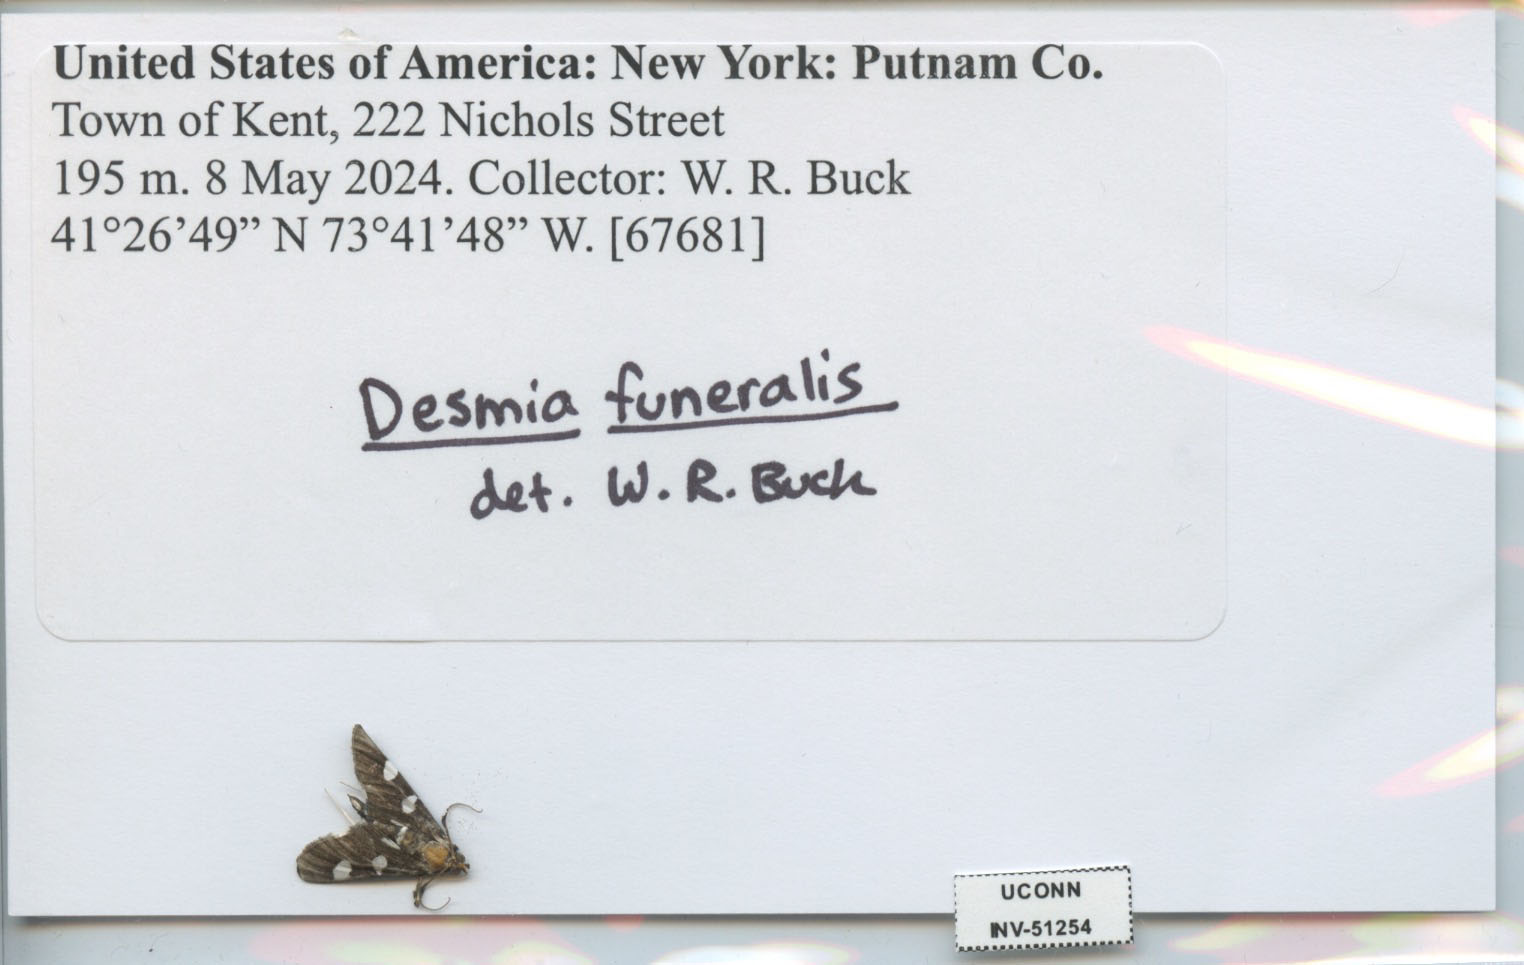 United States of America: New York: Putnam Co.
Town of Kent, 222 Nichols Street
195 m. 8 May 2024. Collector: W. R. Buck
41°26’49” N 73°41’48” W. [67681]
Desmia funeralis
det. W. R. Buck
UCONN
INV-51254